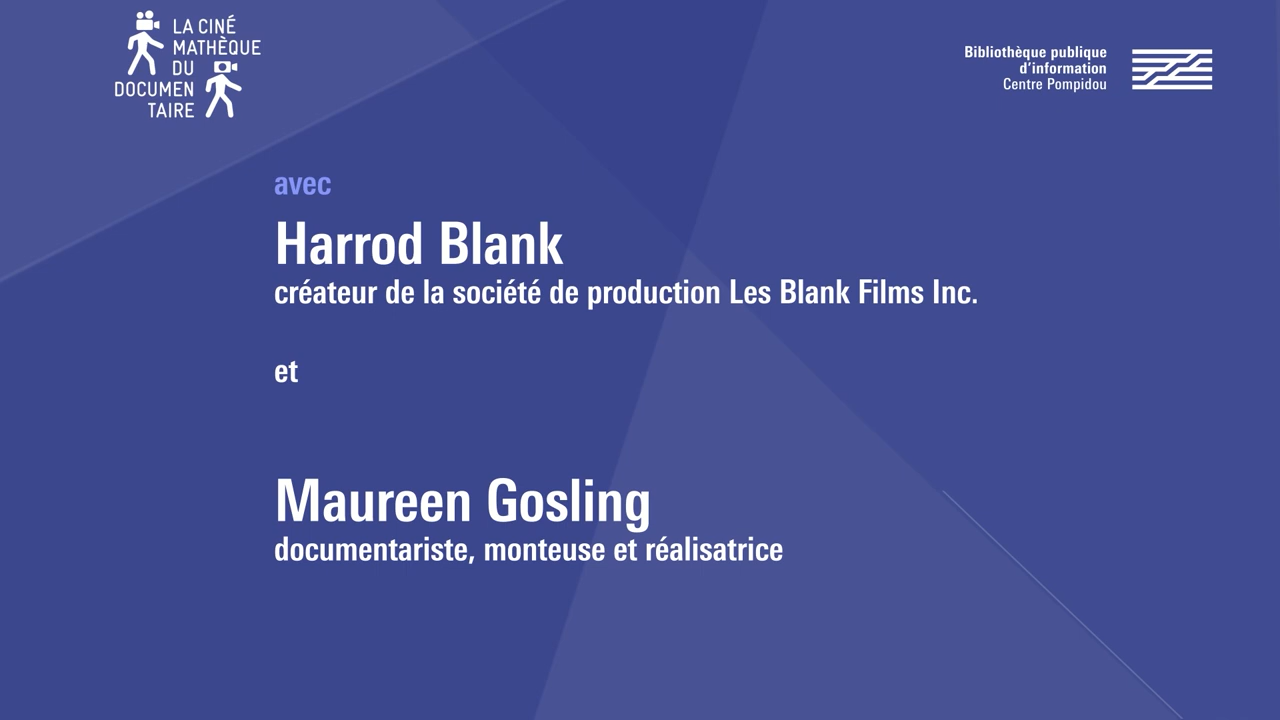 LA CINÉ
MATHÈQUE
DU
DOCUMEN
TAIRE
Bibliothèque publique
d'information
Centre Pompidou
avec
Harrod Blank
créateur de la société de production Les Blank Films Inc.
et
Maureen Gosling
documentariste, monteuse et réalisatrice